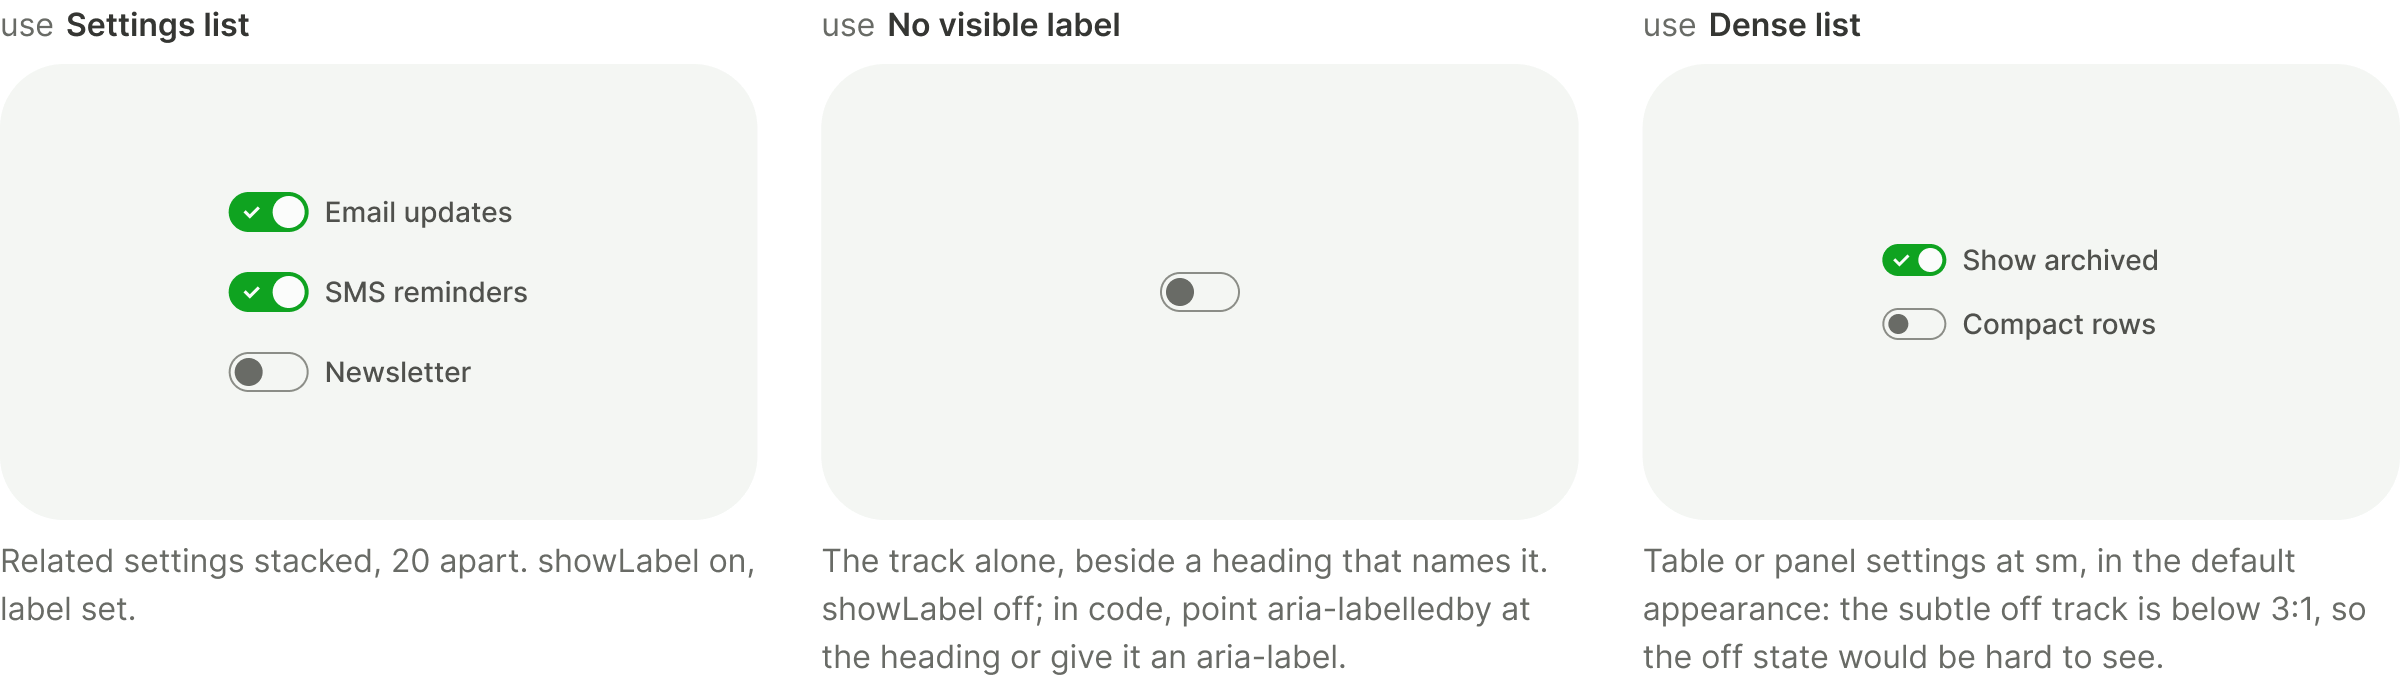 use Settings list
Email updates
SMS reminders
Newsletter
Related settings stacked, 20 apart. showLabel on,
label set.
use No visible label
The track alone, beside a heading that names it.
showLabel off; in code, point aria-labelledby at
the heading or give it an aria-label.
use Dense list
Show archived
Compact rows
Table or panel settings at sm, in the default
appearance: the subtle off track is below 3:1, so
the off state would be hard to see.